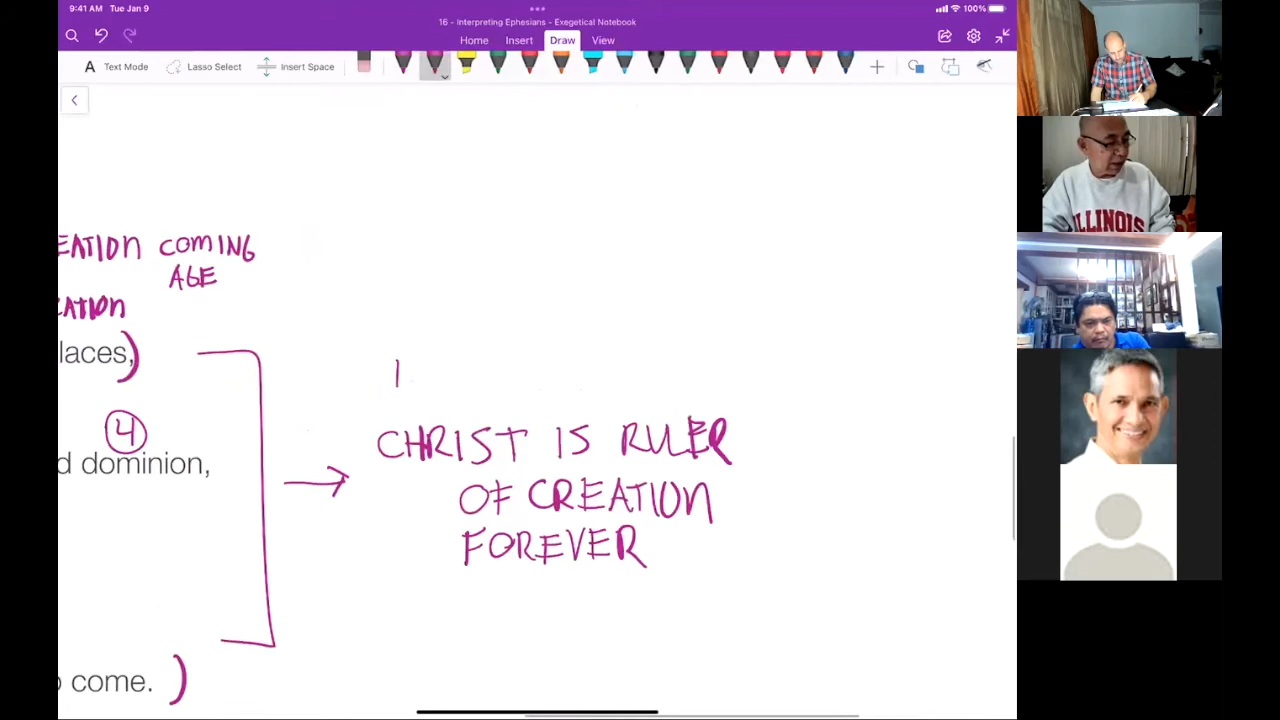 9:41 AM Tue Jan 9
100%
16 - Interpreting Ephesians - Exegetical Notebook
Home Insert Draw View
A Text Mode Lasso Select Insert Space
EATION COMING
AGE
EATION
laces,)
4
d dominion,
CHRIST IS RULER
OF CREATION
FOREVER
o come. )
ILLINOIS